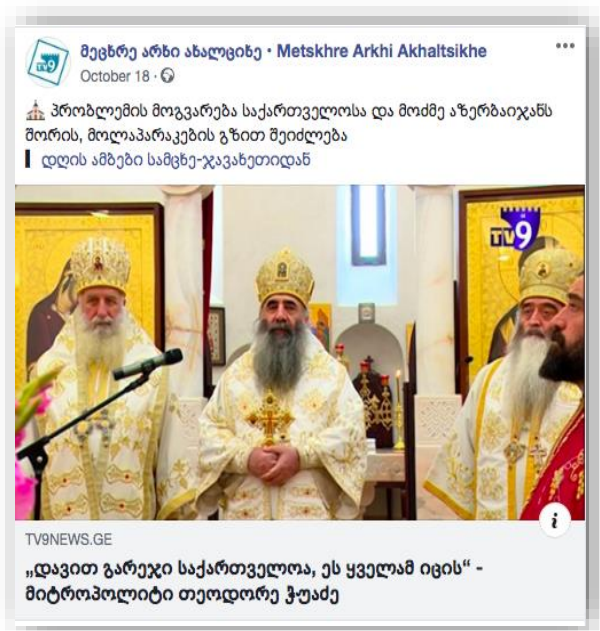 TV9
მეცხრე არხი ახალციხე • Metskhre Arkhi Akhaltsikhe
October 18 ·
პრობლემის მოგვარება საქართველოსა და მოძმე აზერბაიჯანს
შორის, მოლაპარაკების გზით შეიძლება
დღის ამბები სამცხე-ჯავახეთიდან
TV9
TV9NEWS.GE
„დავით გარეჯი საქართველოა, ეს ყველამ იცის“ -
მიტროპოლიტი თეოდორე ჭუაძე